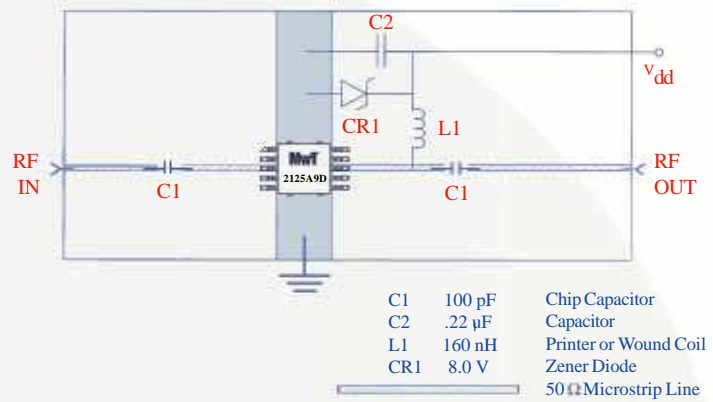 C2
Vdd
CR1
L1
RF IN
C1
MwT
2125A9D
C1
RF OUT
C1 100 pF Chip Capacitor
C2 .22 µF Capacitor
L1 160 nH Printer or Wound Coil
CR1 8.0 V Zener Diode
50 Ω Microstrip Line